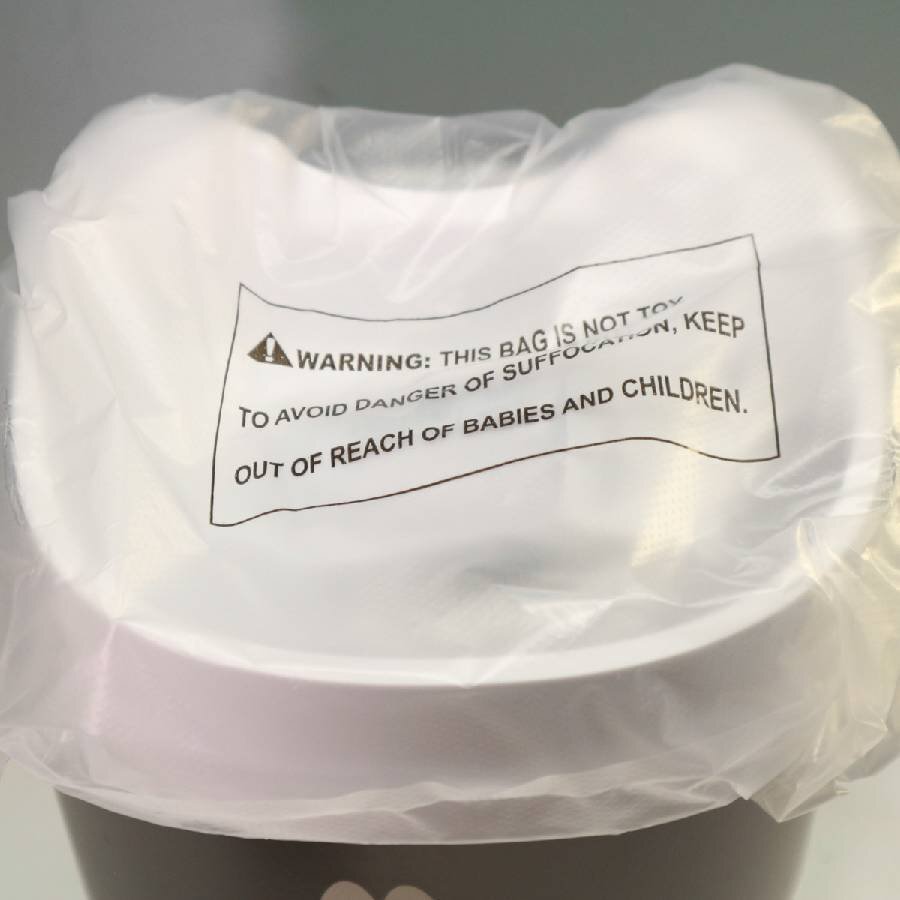 WARNING: THIS BAG IS NOT TOY
TO AVOID DANGER OF SUFFOCATION, KEEP
OUT OF REACH OF BABIES AND CHILDREN.